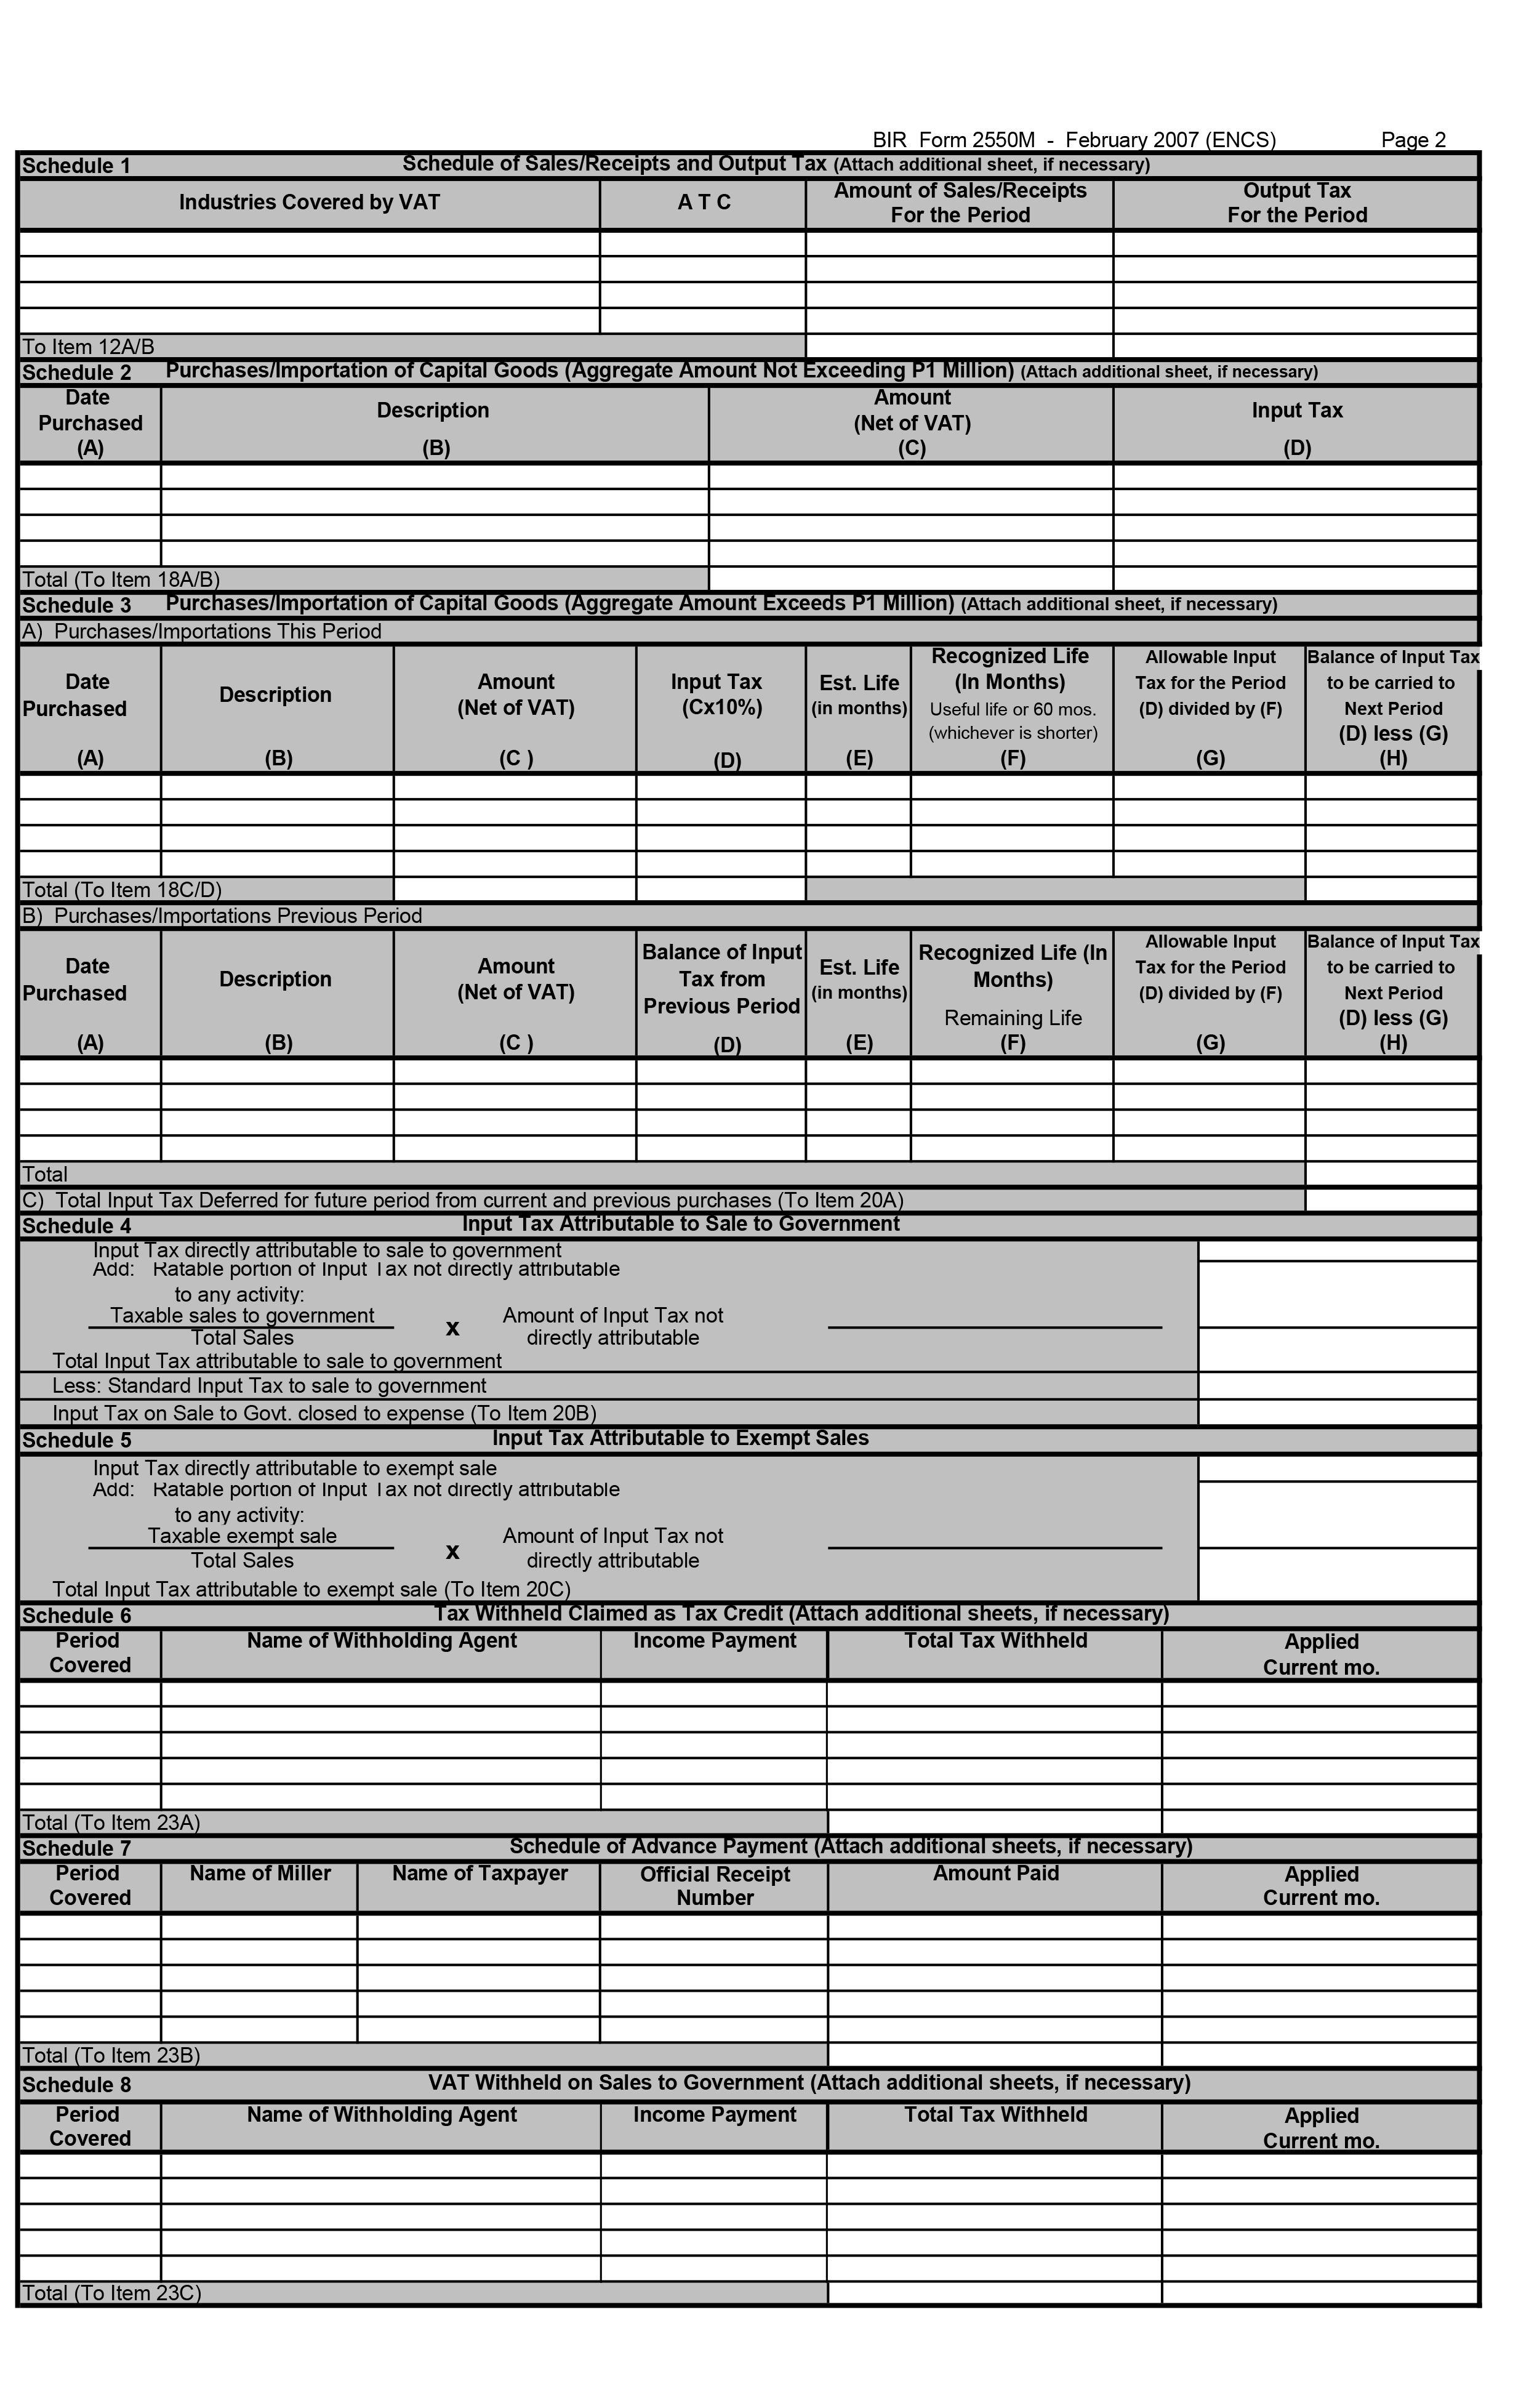 BIR Form 2550M - February 2007 (ENCS) Page 2
Schedule 1 Schedule of Sales/Receipts and Output Tax (Attach additional sheet, if necessary)
Industries Covered by VAT A T C Amount of Sales/Receipts Output Tax
For the Period For the Period
To Item 12A/B
Schedule 2 Purchases/Importation of Capital Goods (Aggregate Amount Not Exceeding P1 Million) (Attach additional sheet, if necessary)
Date Description Amount Input Tax
Purchased (Net of VAT)
(A) (B) (C) (D)
Total (To Item 18A/B)
Schedule 3 Purchases/Importation of Capital Goods (Aggregate Amount Exceeds P1 Million) (Attach additional sheet, if necessary)
A) Purchases/Importations This Period
Recognized Life Allowable Input Balance of Input Tax
Date Description Amount Input Tax Est. Life (In Months) Tax for the Period to be carried to
Purchased (Net of VAT) (Cx10%) (in months) Useful life or 60 mos. (D) divided by (F) Next Period
(whichever is shorter) (D) less (G)
(A) (B) (C ) (D) (E) (F) (G) (H)
Total (To Item 18C/D)
B) Purchases/Importations Previous Period
Balance of Input Recognized Life (In Allowable Input Balance of Input Tax
Date Description Amount Tax from Est. Life Months) Tax for the Period to be carried to
Purchased (Net of VAT) Previous Period (in months) (D) divided by (F) Next Period
Remaining Life (D) less (G)
(A) (B) (C ) (D) (E) (F) (G) (H)
Total
C) Total Input Tax Deferred for future period from current and previous purchases (To Item 20A)
Schedule 4 Input Tax Attributable to Sale to Government
Input Tax directly attributable to sale to government
Add: Ratable portion of Input Tax not directly attributable
to any activity:
Taxable sales to government x Amount of Input Tax not
Total Sales directly attributable
Total Input Tax attributable to sale to government
Less: Standard Input Tax to sale to government
Input Tax on Sale to Govt. closed to expense (To Item 20B)
Schedule 5 Input Tax Attributable to Exempt Sales
Input Tax directly attributable to exempt sale
Add: Ratable portion of Input Tax not directly attributable
to any activity:
Taxable exempt sale x Amount of Input Tax not
Total Sales directly attributable
Total Input Tax attributable to exempt sale (To Item 20C)
Schedule 6 Tax Withheld Claimed as Tax Credit (Attach additional sheets, if necessary)
Period Name of Withholding Agent Income Payment Total Tax Withheld Applied
Covered Current mo.
Total (To Item 23A)
Schedule 7 Schedule of Advance Payment (Attach additional sheets, if necessary)
Period Name of Miller Name of Taxpayer Official Receipt Amount Paid Applied
Covered Number Current mo.
Total (To Item 23B)
Schedule 8 VAT Withheld on Sales to Government (Attach additional sheets, if necessary)
Period Name of Withholding Agent Income Payment Total Tax Withheld Applied
Covered Current mo.
Total (To Item 23C)